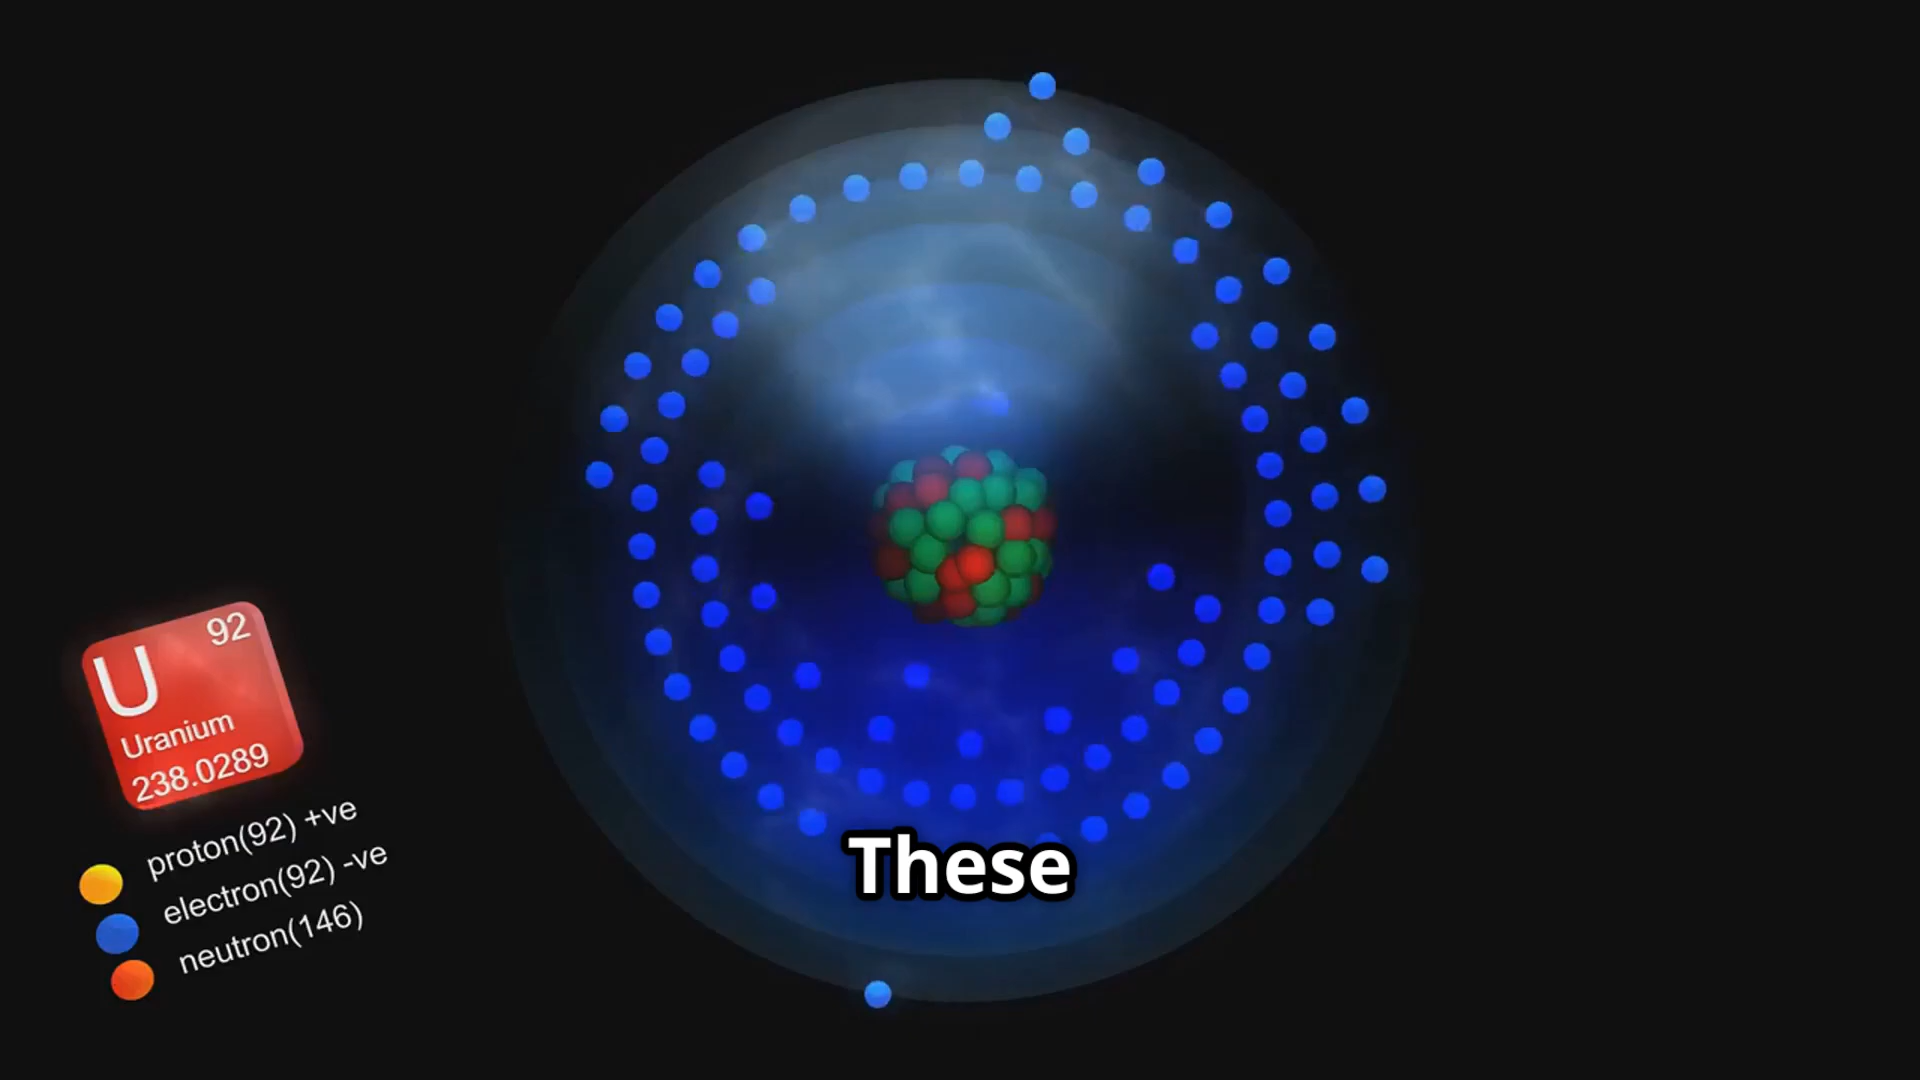 92
U
Uranium
238.0289
proton(92) +ve
electron(92) -ve
neutron(146)
These